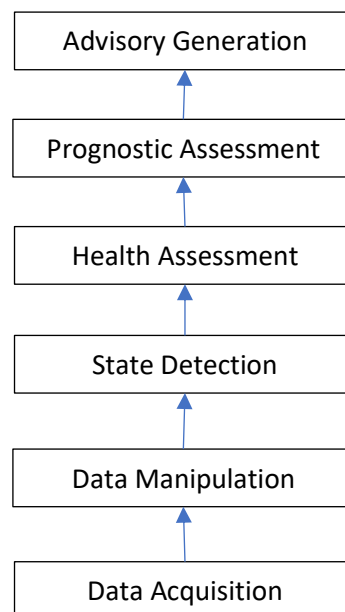 Advisory Generation
Prognostic Assessment
Health Assessment
State Detection
Data Manipulation
Data Acquisition